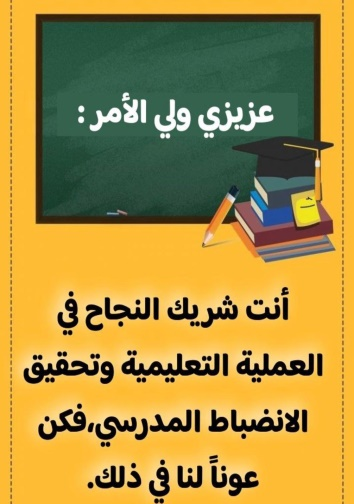 عزيزي ولي الأمر :
أنت شريك النجاح في
العملية التعليمية وتحقيق
الانضباط المدرسي،فكن
عوناً لنا في ذلك.